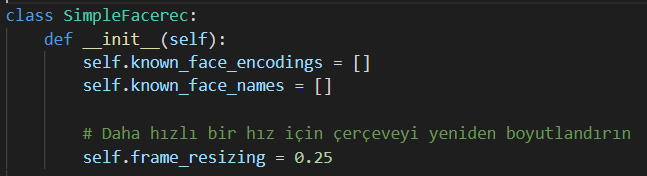 class SimpleFacerec:
    def __init__(self):
        self.known_face_encodings = []
        self.known_face_names = []
        # Daha hızlı bir hız için çerçeveyi yeniden boyutlandırın
        self.frame_resizing = 0.25